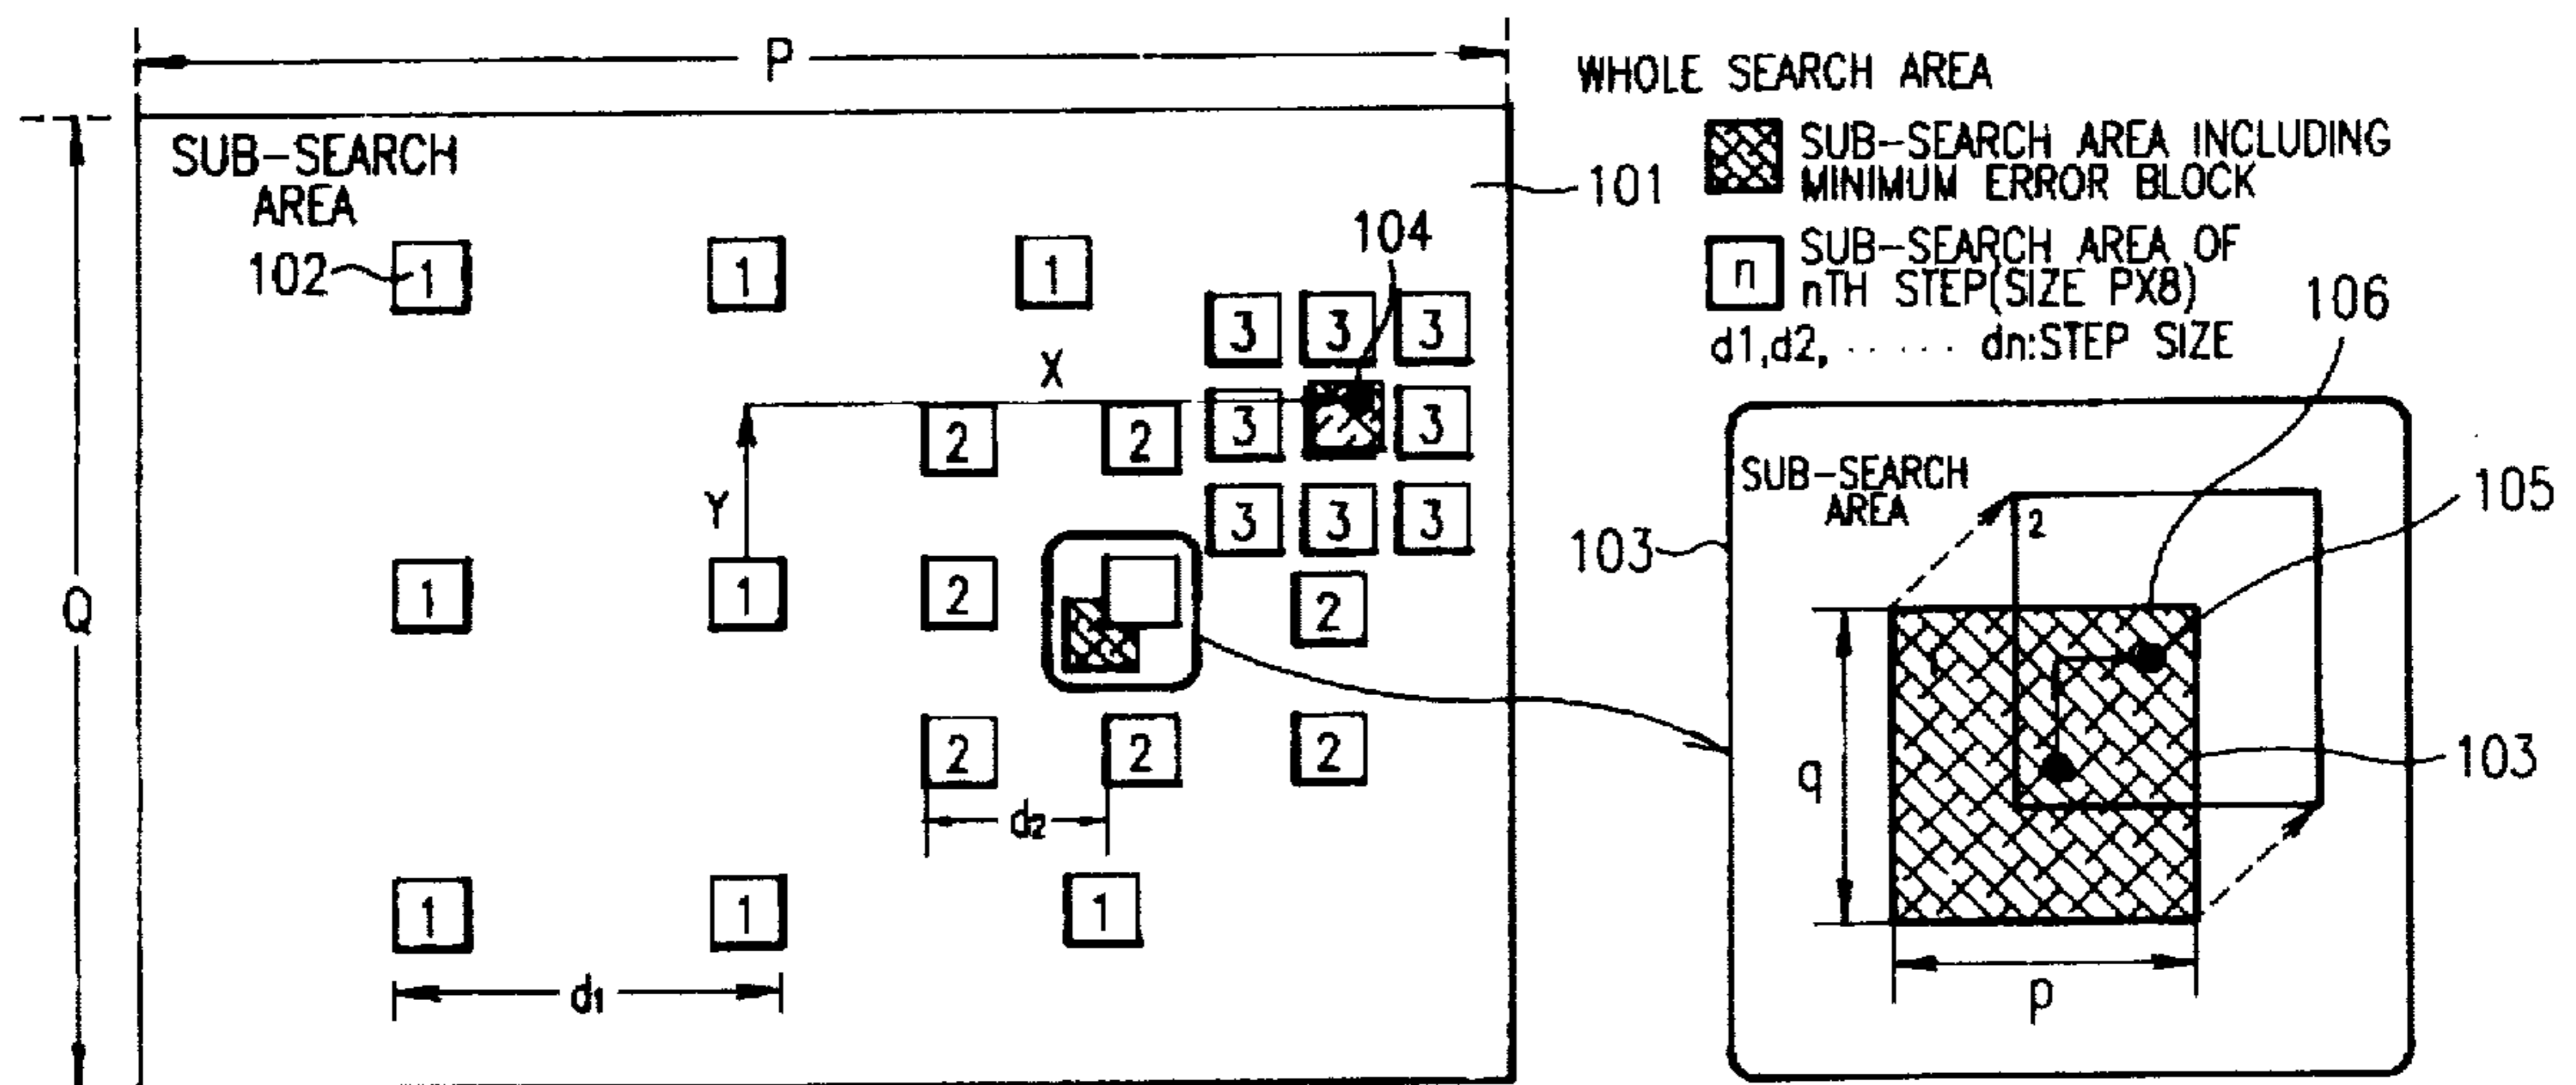 P
WHOLE SEARCH AREA
SUB-SEARCH AREA INCLUDING
MINIMUM ERROR BLOCK
SUB-SEARCH
AREA
101
104
n
SUB-SEARCH AREA OF
nTH STEP(SIZE PX8)
102
1
1
1
106
3
3
3
d1,d2, ...... dn:STEP SIZE
X
2
2
3
2
3
SUB-SEARCH
AREA
105
Y
3
3
3
2
103
Q
1
1
2
2
1
q
103
2
2
2
d2
1
1
1
d1
p